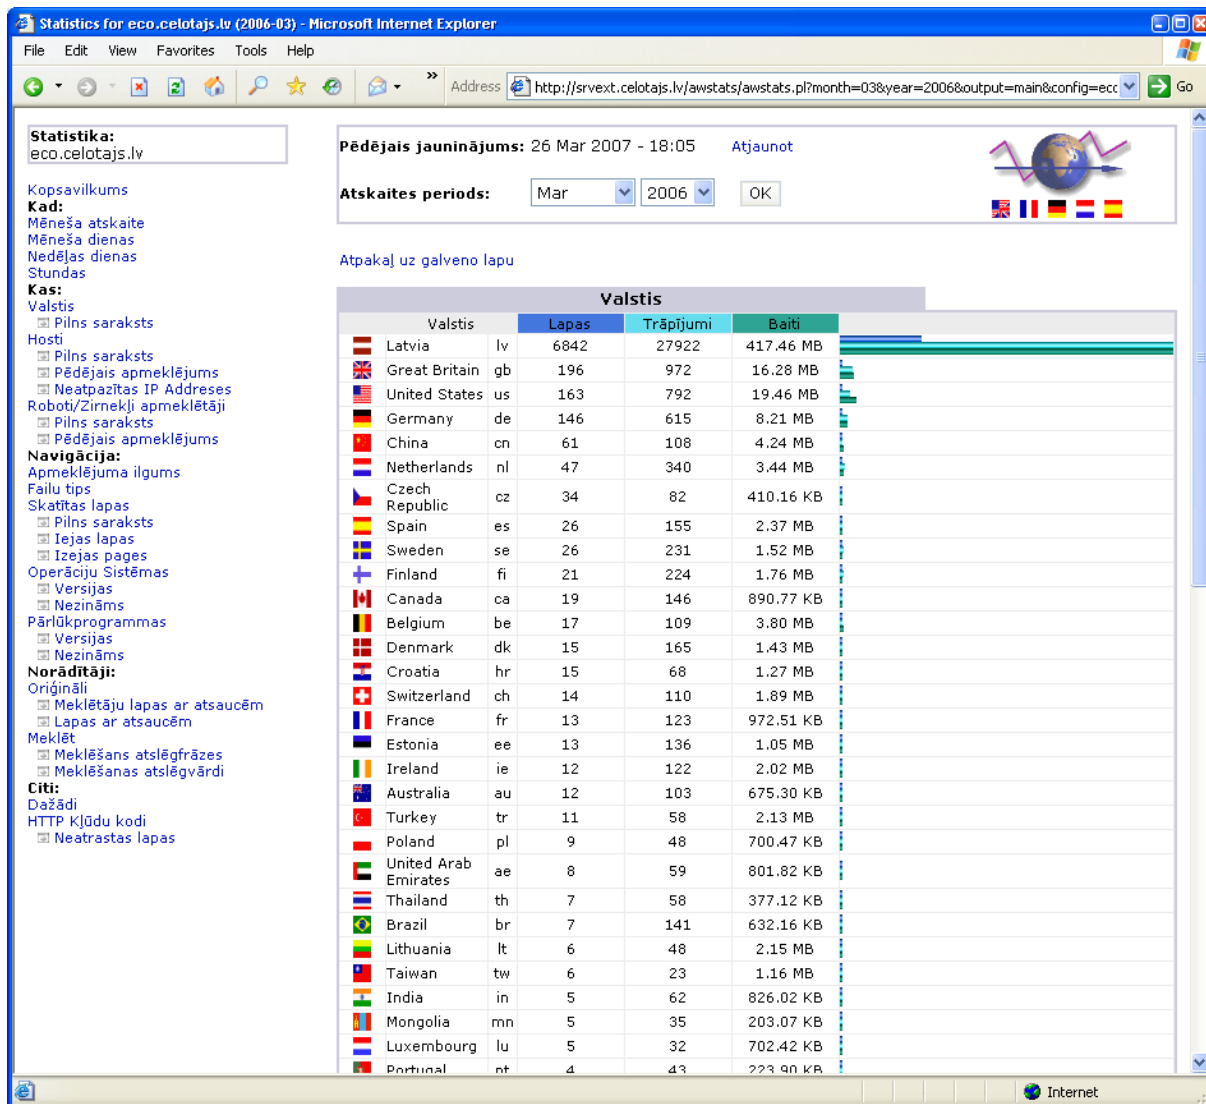 Statistics for eco.celotajs.lv (2006-03) - Microsoft Internet Explorer
File Edit View Favorites Tools Help
» Address http://srvext.celotajs.lv/awstats/awstats.pl?month=03&year=2006&output=main&config=ecc Go
Statistika:
eco.celotajs.lv
Kopsavilkums
Kad:
Mēneša atskaite
Mēneša dienas
Nedēļas dienas
Stundas
Kas:
Valstis
Pilns saraksts
Hosti
Pilns saraksts
Pēdējais apmeklējums
Neatpazītas IP Addreses
Roboti/Zirnekļi apmeklētāji
Pilns saraksts
Pēdējais apmeklējums
Navigācija:
Apmeklējuma ilgums
Failu tips
Skatītas lapas
Pilns saraksts
Iejas lapas
Izejas pages
Operāciju Sistēmas
Versijas
Nezināms
Pārlūkprogrammas
Versijas
Nezināms
Norādītāji:
Oriģināli
Meklētāju lapas ar atsaucēm
Lapas ar atsaucēm
Meklēt
Meklēšans atslēgfrāzes
Meklēšanas atslēgvārdi
Citi:
Dažādi
HTTP Kļūdu kodi
Neatrastas lapas
Pēdējais jauninājums: 26 Mar 2007 - 18:05 Atjaunot
Atskaites periods: Mar 2006 OK
Atpakaļ uz galveno lapu
Valstis
Valstis Lapas Trāpījumi Baiti
Latvia lv 6842 27922 417.46 MB
Great Britain gb 196 972 16.28 MB
United States us 163 792 19.46 MB
Germany de 146 615 8.21 MB
China cn 61 108 4.24 MB
Netherlands nl 47 340 3.44 MB
Czech
Republic cz 34 82 410.16 KB
Spain es 26 155 2.37 MB
Sweden se 26 231 1.52 MB
Finland fi 21 224 1.76 MB
Canada ca 19 146 890.77 KB
Belgium be 17 109 3.80 MB
Denmark dk 15 165 1.43 MB
Croatia hr 15 68 1.27 MB
Switzerland ch 14 110 1.89 MB
France fr 13 123 972.51 KB
Estonia ee 13 136 1.05 MB
Ireland ie 12 122 2.02 MB
Australia au 12 103 675.30 KB
Turkey tr 11 58 2.13 MB
Poland pl 9 48 700.47 KB
United Arab
Emirates ae 8 59 801.82 KB
Thailand th 7 58 377.12 KB
Brazil br 7 141 632.16 KB
Lithuania lt 6 48 2.15 MB
Taiwan tw 6 23 1.16 MB
India in 5 62 826.02 KB
Mongolia mn 5 35 203.07 KB
Luxembourg lu 5 32 702.42 KB
Portugal pt 4 43 223.90 KB
Internet